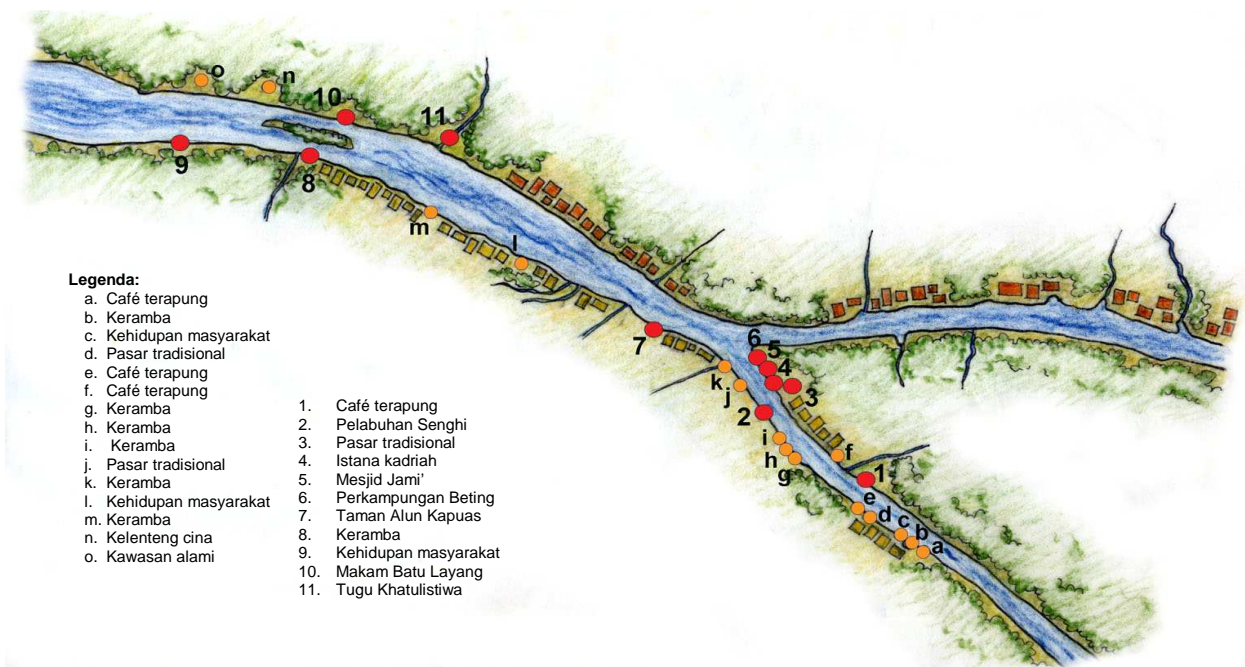 o
n
10
11
9
8
m
l
7
6
5
4
3
k
j
2
i
h
g
f
1
e
d
c
b
a
Legenda:
a. Café terapung
b. Keramba
c. Kehidupan masyarakat
d. Pasar tradisional
e. Café terapung
f. Café terapung
g. Keramba
h. Keramba
i. Keramba
j. Pasar tradisional
k. Keramba
l. Kehidupan masyarakat
m. Keramba
n. Kelenteng cina
o. Kawasan alami
1. Café terapung
2. Pelabuhan Senghi
3. Pasar tradisional
4. Istana kadriah
5. Mesjid Jami’
6. Perkampungan Beting
7. Taman Alun Kapuas
8. Keramba
9. Kehidupan masyarakat
10. Makam Batu Layang
11. Tugu Khatulistiwa